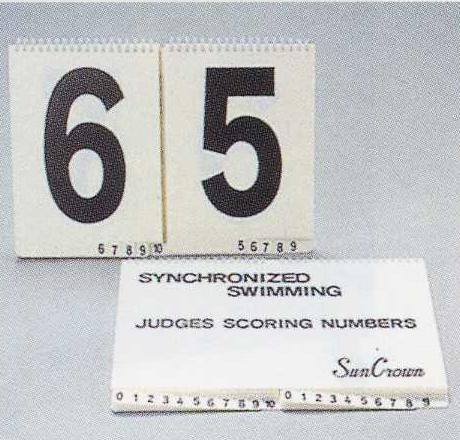 6 5
6 7 8 9 10 5 6 7 8 9
SYNCHRONIZED
SWIMMING
JUDGES SCORING NUMBERS
SunCrown
0 1 2 3 4 5 6 7 8 9 10 0 1 2 3 4 5 6 7 8 9